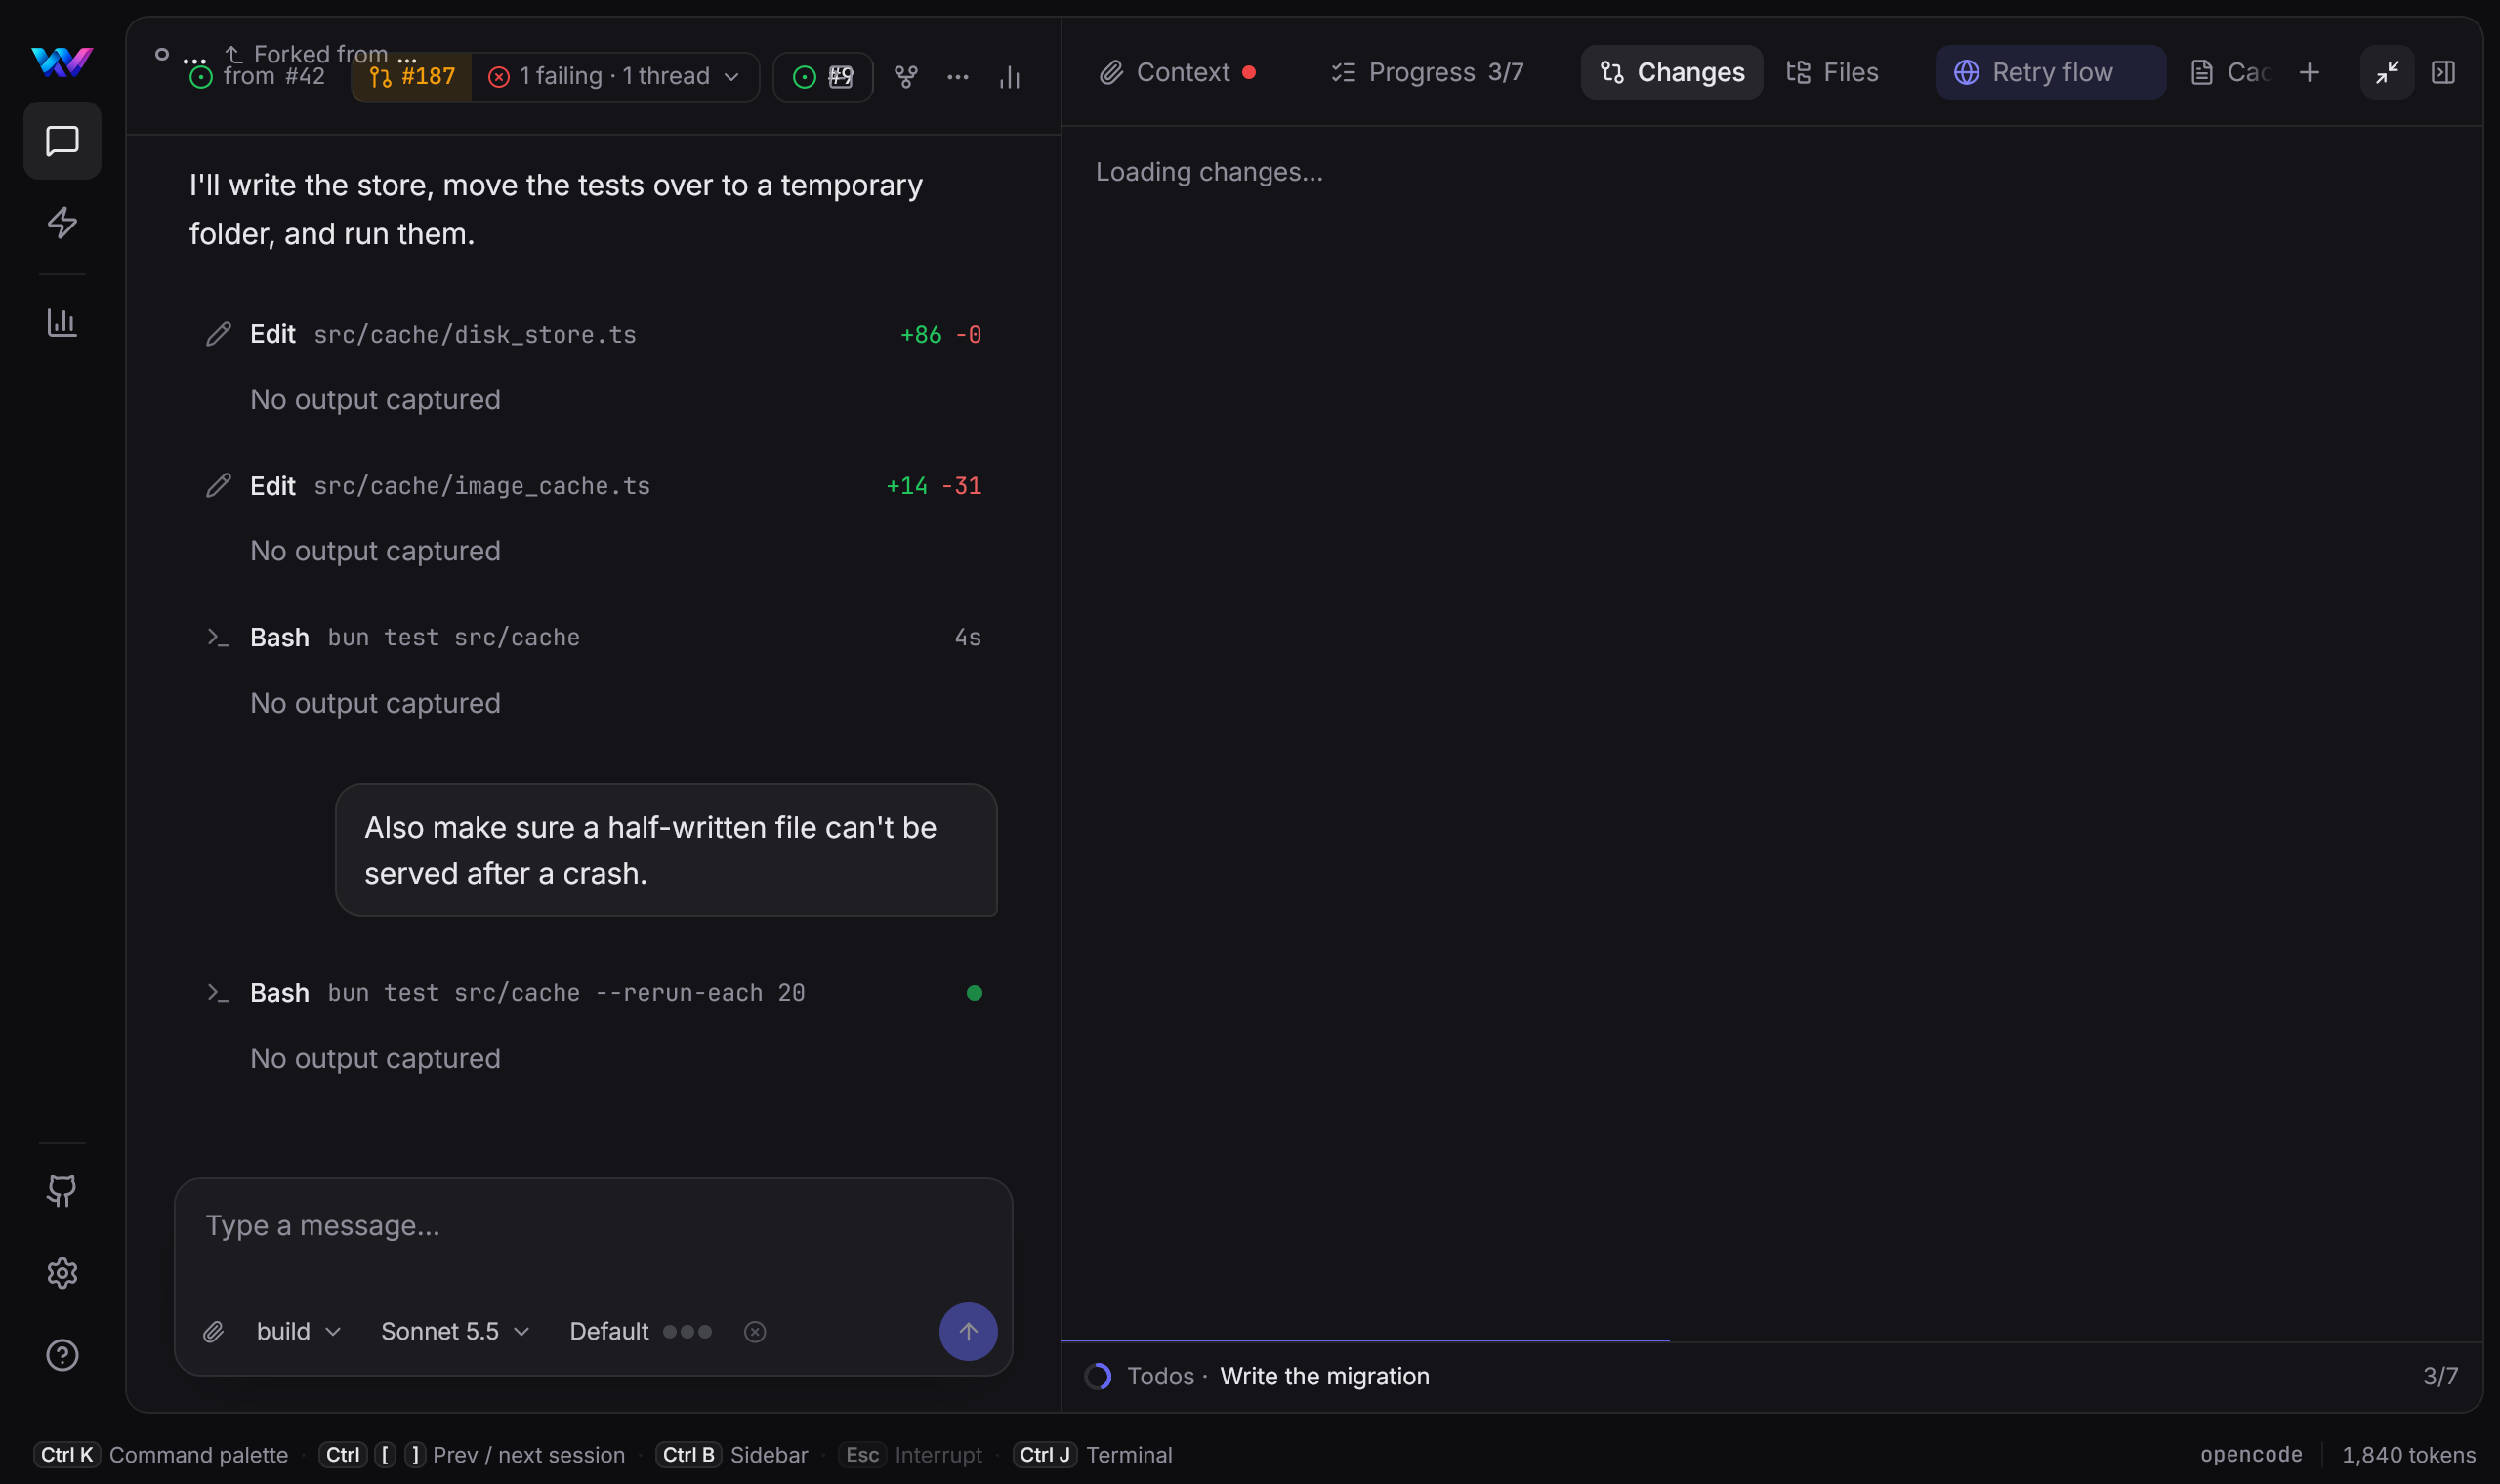 ... Forked from ...
from #42 #187 1 failing · 1 thread #9
I'll write the store, move the tests over to a temporary
folder, and run them.
Edit src/cache/disk_store.ts +86 -0
No output captured
Edit src/cache/image_cache.ts +14 -31
No output captured
Bash bun test src/cache 4s
No output captured
Also make sure a half-written file can't be
served after a crash.
Bash bun test src/cache --rerun-each 20
No output captured
Type a message...
build Sonnet 5.5 Default
Context Progress 3/7 Changes Files Retry flow Cac
Loading changes...
Todos · Write the migration 3/7
Ctrl K Command palette · Ctrl [ ] Prev / next session · Ctrl B Sidebar · Esc Interrupt · Ctrl J Terminal
opencode 1,840 tokens